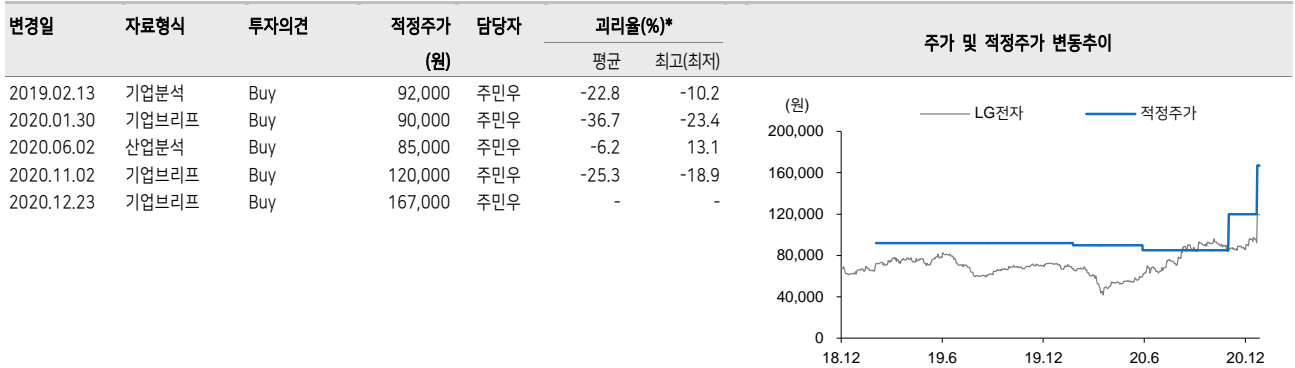 변경일 자료형식 투자의견 적정주가 담당자 괴리율(%)* 주가 및 적정주가 변동추이
(원) 평균 최고(최저)
2019.02.13 기업분석 Buy 92,000 주민우 -22.8 -10.2
2020.01.30 기업브리프 Buy 90,000 주민우 -36.7 -23.4
2020.06.02 산업분석 Buy 85,000 주민우 -6.2 13.1
2020.11.02 기업브리프 Buy 120,000 주민우 -25.3 -18.9
2020.12.23 기업브리프 Buy 167,000 주민우 - -
(원) LG전자 적정주가
200,000
160,000
120,000
80,000
40,000
0
18.12 19.6 19.12 20.6 20.12